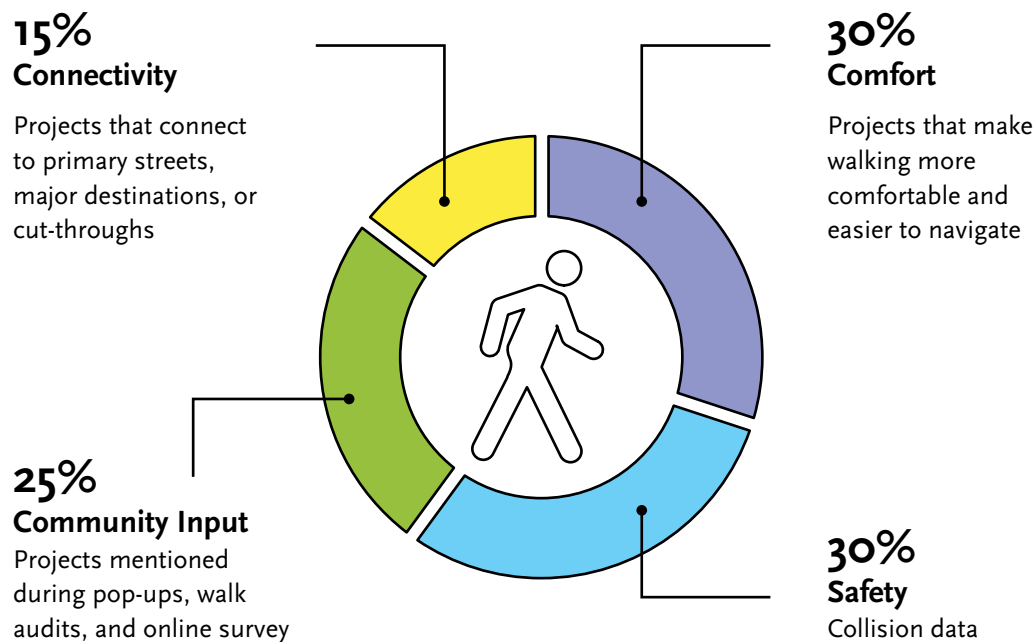 15%
Connectivity
Projects that connect
to primary streets,
major destinations, or
cut-throughs
30%
Comfort
Projects that make
walking more
comfortable and
easier to navigate
25%
Community Input
Projects mentioned
during pop-ups, walk
audits, and online survey
30%
Safety
Collision data